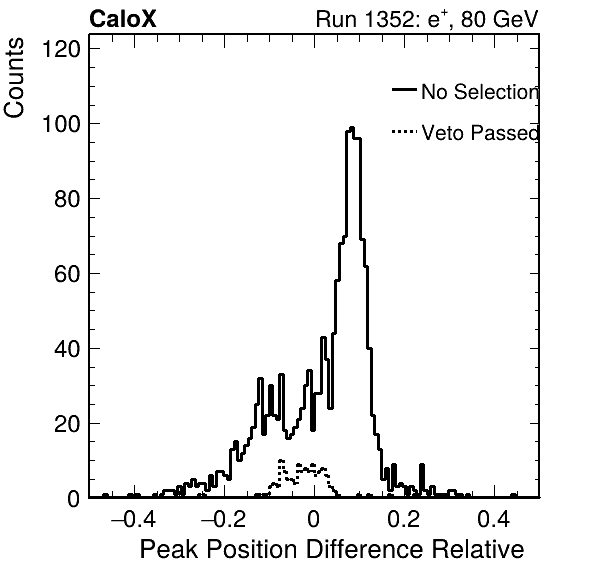 CaloX Run 1352: e⁺, 80 GeV
Counts
120
100
80
60
40
20
0
No Selection
Veto Passed
−0.4 −0.2 0 0.2 0.4
Peak Position Difference Relative